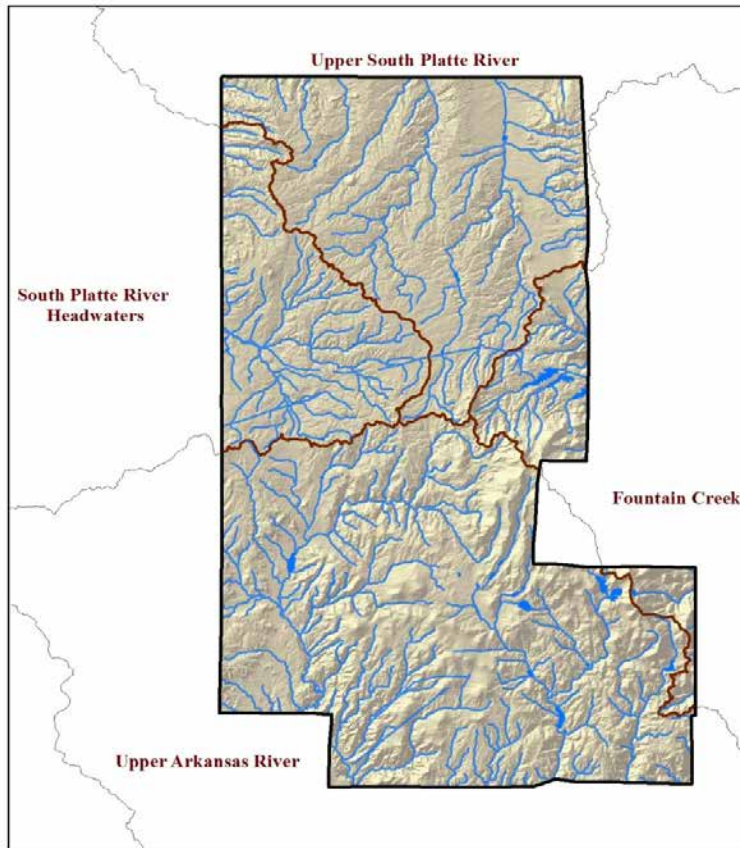 Upper South Platte River
South Platte River
Headwaters
Fountain Creek
Upper Arkansas River